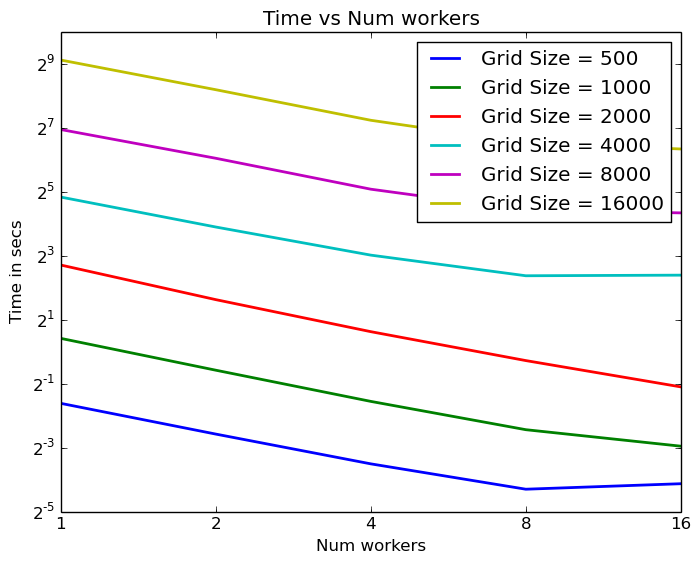 Time vs Num workers
Grid Size = 500
Grid Size = 1000
Grid Size = 2000
Grid Size = 4000
Grid Size = 8000
Grid Size = 16000
Time in secs
2^9
2^7
2^5
2^3
2^1
2^-1
2^-3
2^-5
1 2 4 8 16
Num workers